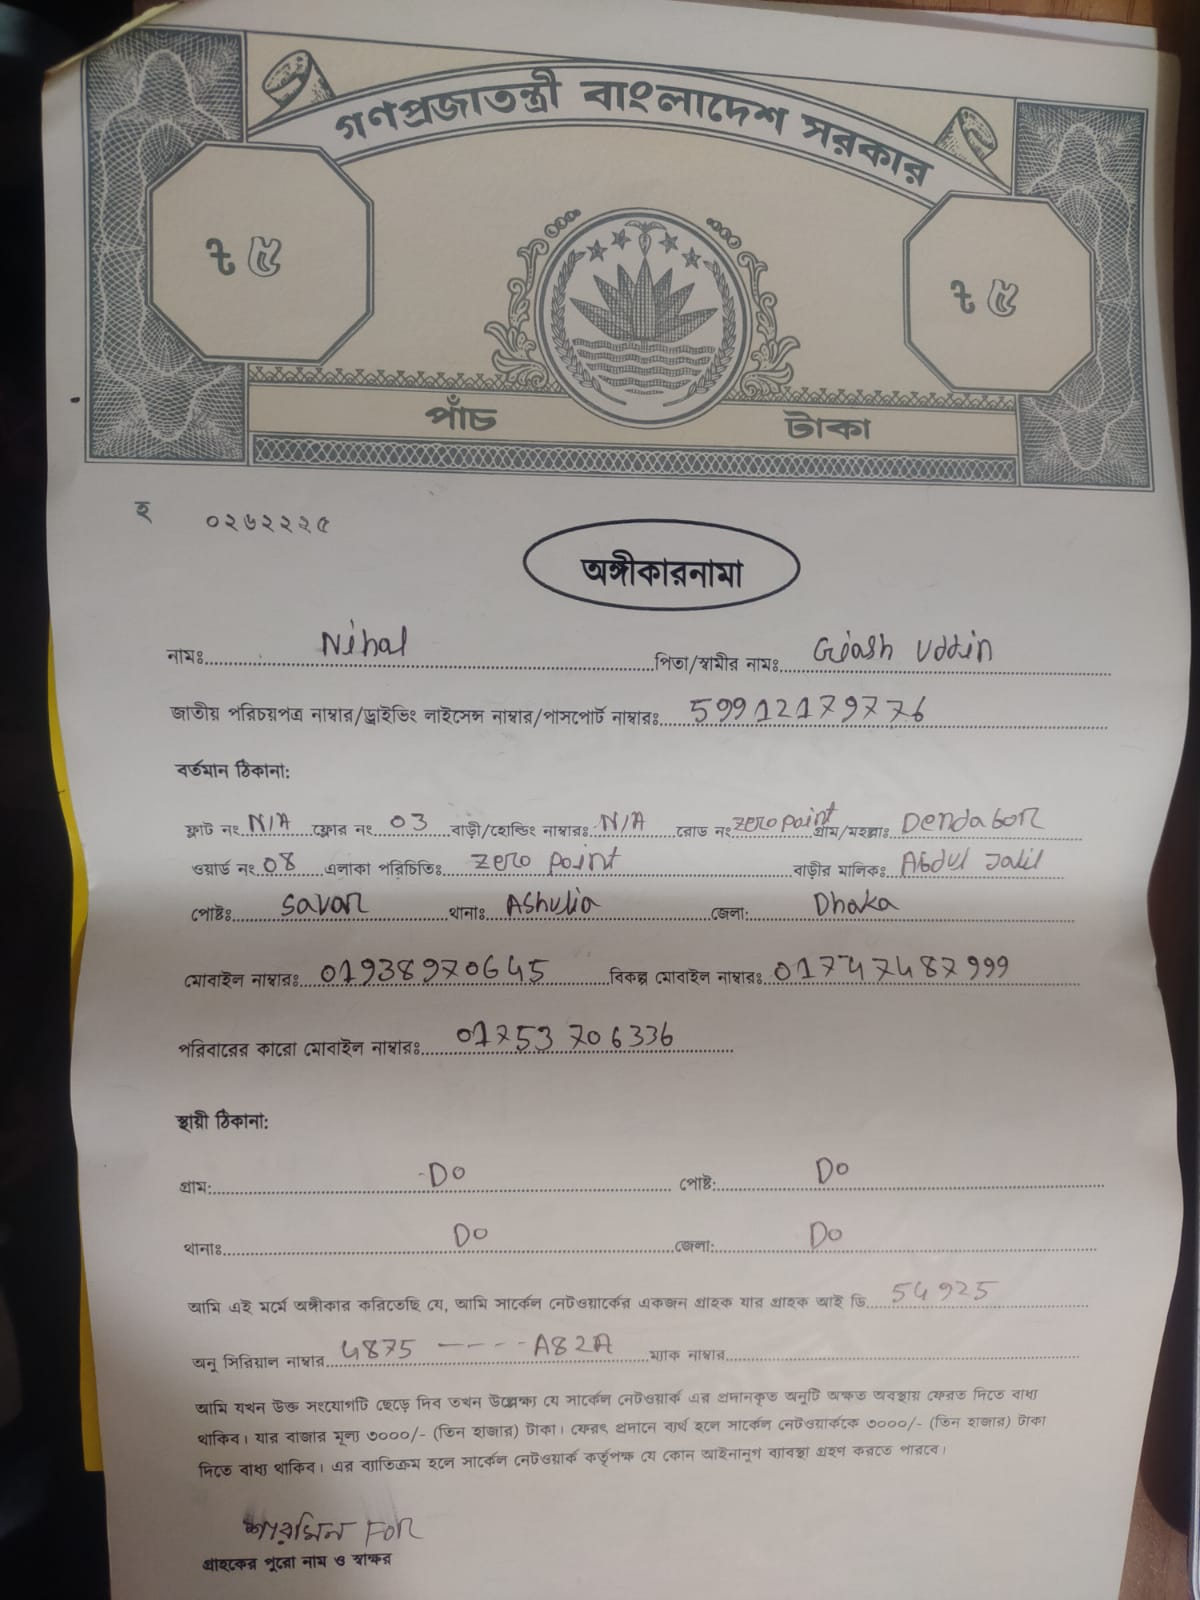 গণপ্রজাতন্ত্রী বাংলাদেশ সরকার
৳ ৫ ৳ ৫
পাঁচ টাকা
হ ০২৬২২২৫
অঙ্গীকারনামা
নামঃ Nihal পিতা/স্বামীর নামঃ Giash Uddin
জাতীয় পরিচয়পত্র নাম্বার/ড্রাইভিং লাইসেন্স নাম্বার/পাসপোর্ট নাম্বারঃ 59912179776
বর্তমান ঠিকানা:
ফ্লাট নং N/A ফ্লোর নং 03 বাড়ী/হোল্ডিং নাম্বারঃ N/A রোড নং zero point গ্রাম/মহল্লাঃ Dendabor
ওয়ার্ড নং 08 এলাকা পরিচিতিঃ zero point বাড়ীর মালিকঃ Abdul Jalil
পোষ্টঃ Savar থানাঃ Ashulia জেলা: Dhaka
মোবাইল নাম্বারঃ 01938970645 বিকল্প মোবাইল নাম্বারঃ 01747487999
পরিবারের কারো মোবাইল নাম্বারঃ 01753706336
স্থায়ী ঠিকানা:
গ্রাম: Do পোষ্ট: Do
থানাঃ Do জেলা: Do
আমি এই মর্মে অঙ্গীকার করিতেছি যে, আমি সার্কেল নেটওয়ার্কের একজন গ্রাহক যার গ্রাহক আই ডি 54925
অনু সিরিয়াল নাম্বার 4875 ---- A82A ম্যাক নাম্বার
আমি যখন উক্ত সংযোগটি ছেড়ে দিব তখন উল্লেক্ষ্য যে সার্কেল নেটওয়ার্ক এর প্রদানকৃত অনুটি অক্ষত অবস্থায় ফেরত দিতে বাধ্য
থাকিব। যার বাজার মূল্য ৩০০০/- (তিন হাজার) টাকা। ফেরৎ প্রদানে ব্যর্থ হলে সার্কেল নেটওয়ার্ককে ৩০০০/- (তিন হাজার) টাকা
দিতে বাধ্য থাকিব। এর ব্যাতিক্রম হলে সার্কেল নেটওয়ার্ক কর্তৃপক্ষ যে কোন আইনানুগ ব্যাবস্থা গ্রহণ করতে পারবে।
শারমিন FOR
গ্রাহকের পুরো নাম ও স্বাক্ষর